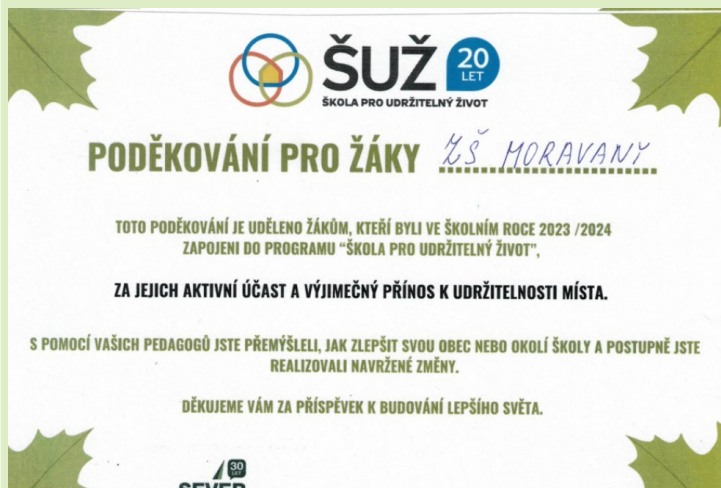 ŠUŽ 20 LET
ŠKOLA PRO UDRŽITELNÝ ŽIVOT
PODĚKOVÁNÍ PRO ŽÁKY ZŠ MORAVANY
TOTO PODĚKOVÁNÍ JE UDĚLENO ŽÁKŮM, KTEŘÍ BYLI VE ŠKOLNÍM ROCE 2023 /2024
ZAPOJENI DO PROGRAMU “ŠKOLA PRO UDRŽITELNÝ ŽIVOT”,
ZA JEJICH AKTIVNÍ ÚČAST A VÝJIMEČNÝ PŘÍNOS K UDRŽITELNOSTI MÍSTA.
S POMOCÍ VAŠICH PEDAGOGŮ JSTE PŘEMÝŠLELI, JAK ZLEPŠIT SVOU OBEC NEBO OKOLÍ ŠKOLY A POSTUPNĚ JSTE
REALIZOVALI NAVRŽENÉ ZMĚNY.
DĚKUJEME VÁM ZA PŘÍSPĚVEK K BUDOVÁNÍ LEPŠÍHO SVĚTA.
30 LET
SEVER